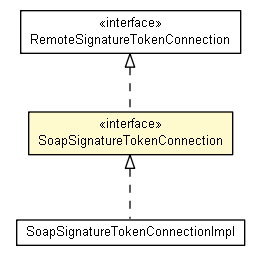 «interface»
RemoteSignatureTokenConnection
«interface»
SoapSignatureTokenConnection
SoapSignatureTokenConnectionImpl